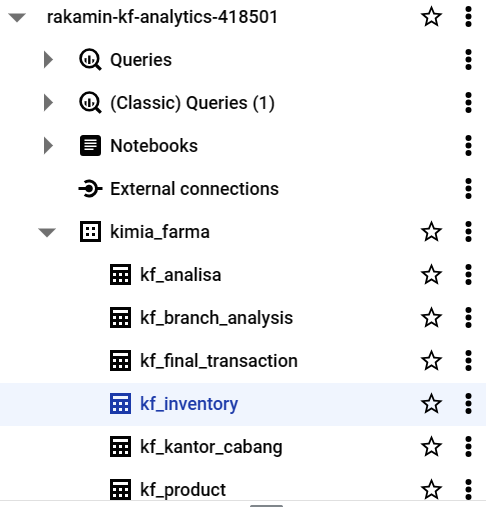 rakamin-kf-analytics-418501
Queries
(Classic) Queries (1)
Notebooks
External connections
kimia_farma
kf_analisa
kf_branch_analysis
kf_final_transaction
kf_inventory
kf_kantor_cabang
kf_product